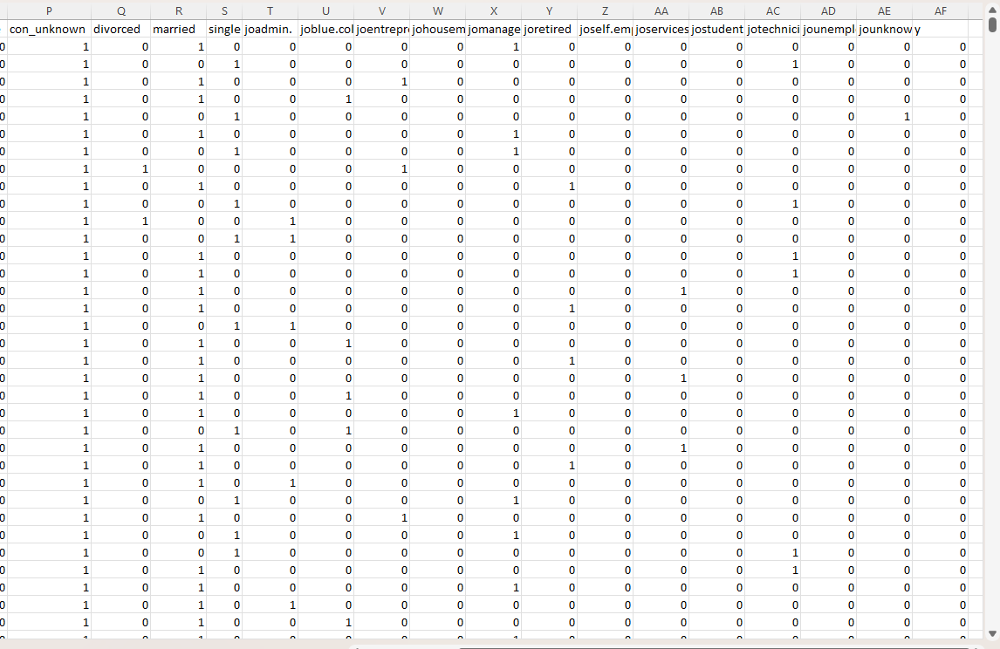 P Q R S T U V W X Y Z AA AB AC AD AE AF
con_unknown divorced married single joadmin. joblue.col joentrepr johousem jomanage joretired joself.em joservices jostudent jotechnici jounempl jounknow y
0 1 0 1 0 0 0 0 0 1 0 0 0 0 0 0 0 0
0 1 0 0 1 0 0 0 0 0 0 0 0 0 1 0 0 0
0 1 0 1 0 0 0 1 0 0 0 0 0 0 0 0 0 0
0 1 0 1 0 0 1 0 0 0 0 0 0 0 0 0 0 0
0 1 0 0 1 0 0 0 0 0 0 0 0 0 0 0 1 0
0 1 0 1 0 0 0 0 0 1 0 0 0 0 0 0 0 0
0 1 0 0 1 0 0 0 0 1 0 0 0 0 0 0 0 0
0 1 1 0 0 0 0 1 0 0 0 0 0 0 0 0 0 0
0 1 0 1 0 0 0 0 0 0 1 0 0 0 0 0 0 0
0 1 0 0 1 0 0 0 0 0 0 0 0 0 1 0 0 0
0 1 1 0 0 1 0 0 0 0 0 0 0 0 0 0 0 0
0 1 0 0 1 1 0 0 0 0 0 0 0 0 0 0 0 0
0 1 0 1 0 0 0 0 0 0 0 0 0 0 1 0 0 0
0 1 0 1 0 0 0 0 0 0 0 0 0 0 1 0 0 0
0 1 0 1 0 0 0 0 0 0 0 0 1 0 0 0 0 0
0 1 0 1 0 0 0 0 0 0 1 0 0 0 0 0 0 0
0 1 0 0 1 1 0 0 0 0 0 0 0 0 0 0 0 0
0 1 0 1 0 0 1 0 0 0 0 0 0 0 0 0 0 0
0 1 0 1 0 0 0 0 0 0 1 0 0 0 0 0 0 0
0 1 0 1 0 0 0 0 0 0 0 0 1 0 0 0 0 0
0 1 0 1 0 0 1 0 0 0 0 0 0 0 0 0 0 0
0 1 0 1 0 0 0 0 0 1 0 0 0 0 0 0 0 0
0 1 0 0 1 0 1 0 0 0 0 0 0 0 0 0 0 0
0 1 0 1 0 0 0 0 0 0 0 0 1 0 0 0 0 0
0 1 0 1 0 0 0 0 0 0 1 0 0 0 0 0 0 0
0 1 0 1 0 1 0 0 0 0 0 0 0 0 0 0 0 0
0 1 0 0 1 0 0 0 0 1 0 0 0 0 0 0 0 0
0 1 0 1 0 0 0 1 0 0 0 0 0 0 0 0 0 0
0 1 0 0 1 0 0 0 0 1 0 0 0 0 0 0 0 0
0 1 0 0 1 0 0 0 0 0 0 0 0 0 1 0 0 0
0 1 0 1 0 0 0 0 0 0 0 0 0 0 1 0 0 0
0 1 0 1 0 0 0 0 0 1 0 0 0 0 0 0 0 0
0 1 0 1 0 1 0 0 0 0 0 0 0 0 0 0 0 0
0 1 0 1 0 0 1 0 0 0 0 0 0 0 0 0 0 0